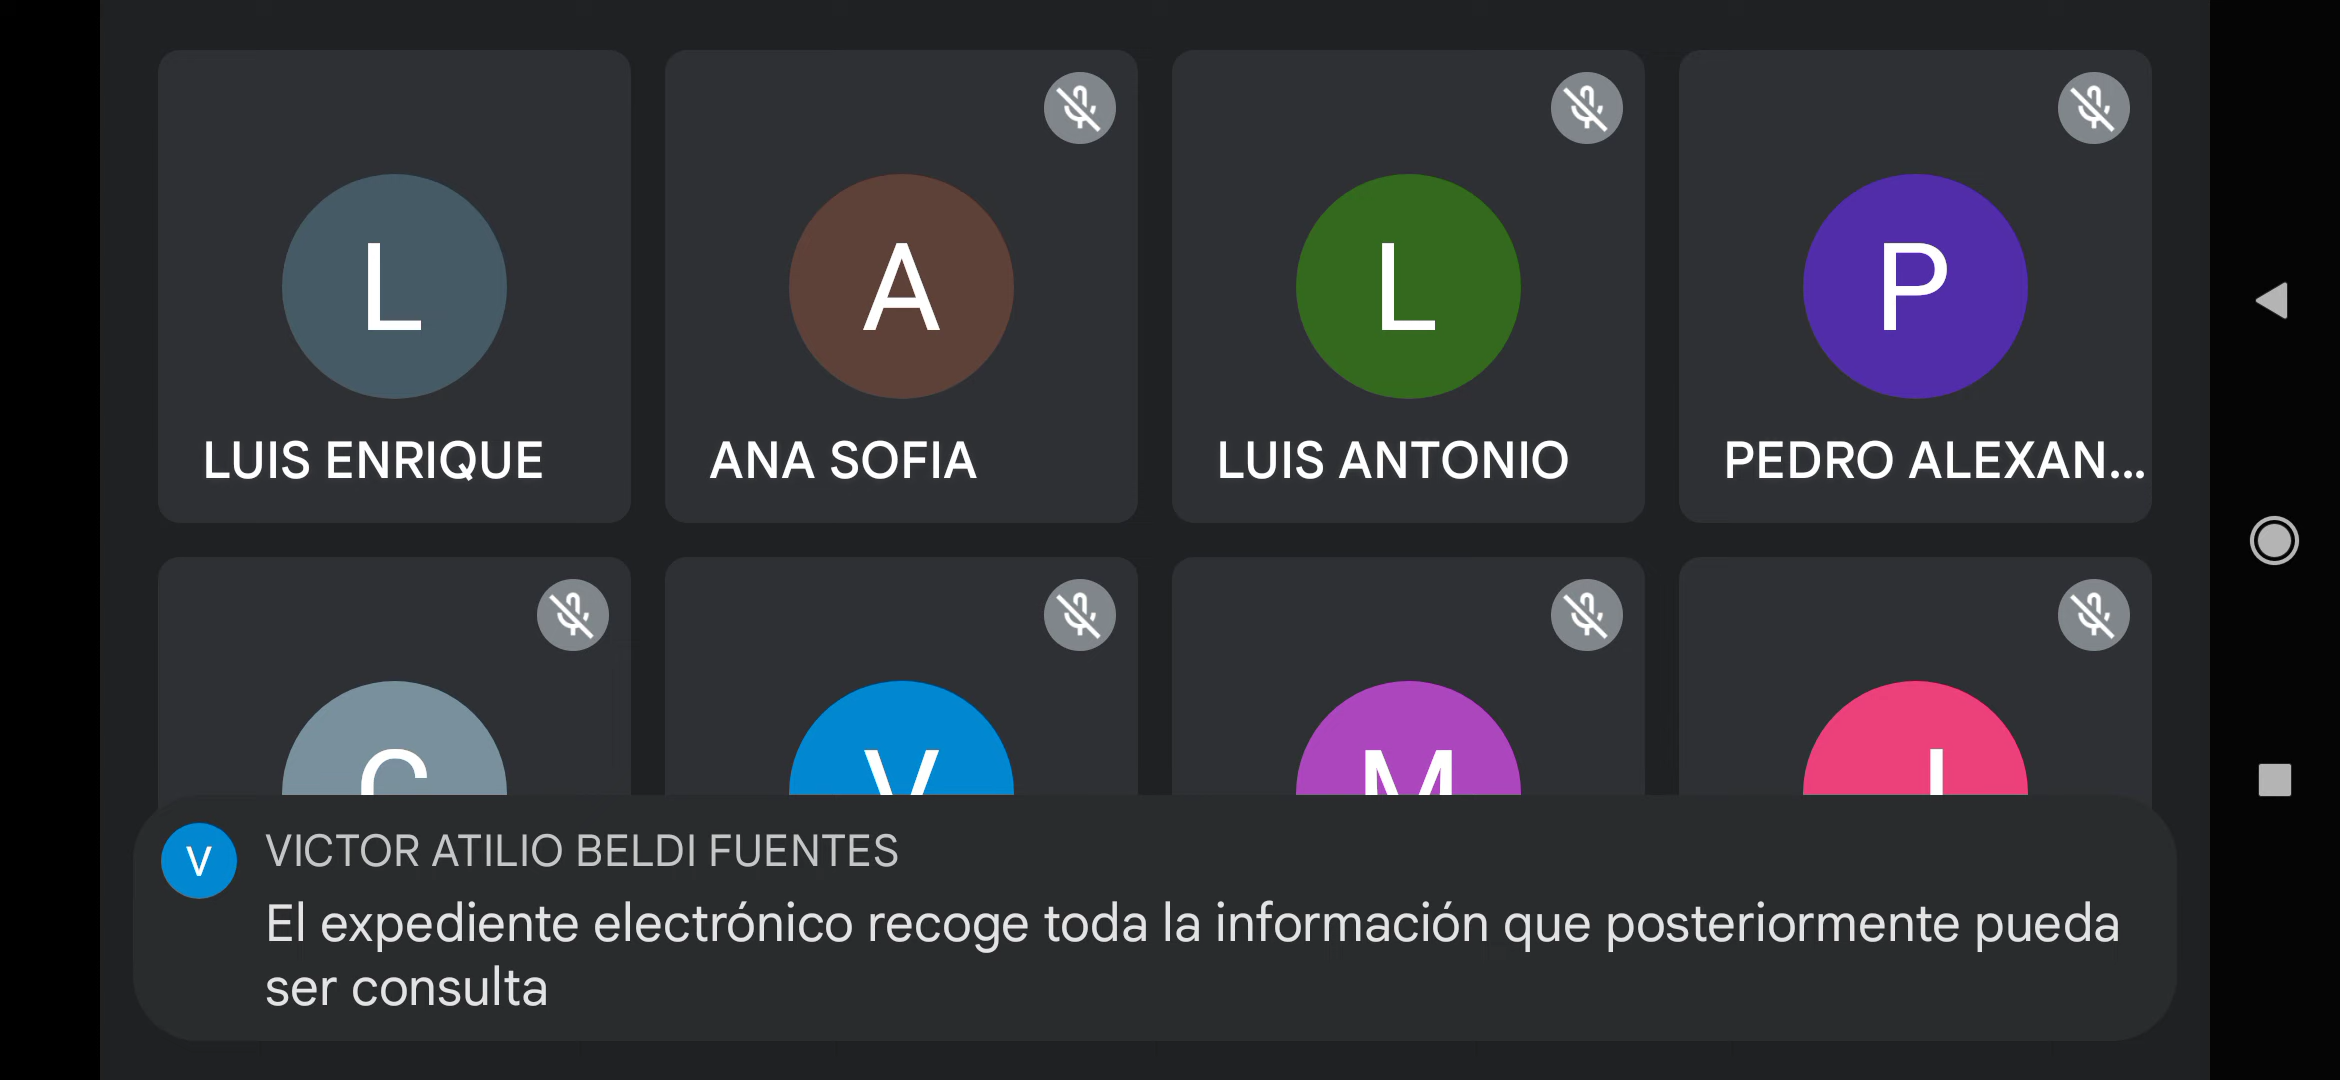 L
A
L
P
LUIS ENRIQUE
ANA SOFIA
LUIS ANTONIO
PEDRO ALEXAN...
V
M
V
VICTOR ATILIO BELDI FUENTES
El expediente electrónico recoge toda la información que posteriormente pueda
ser consulta